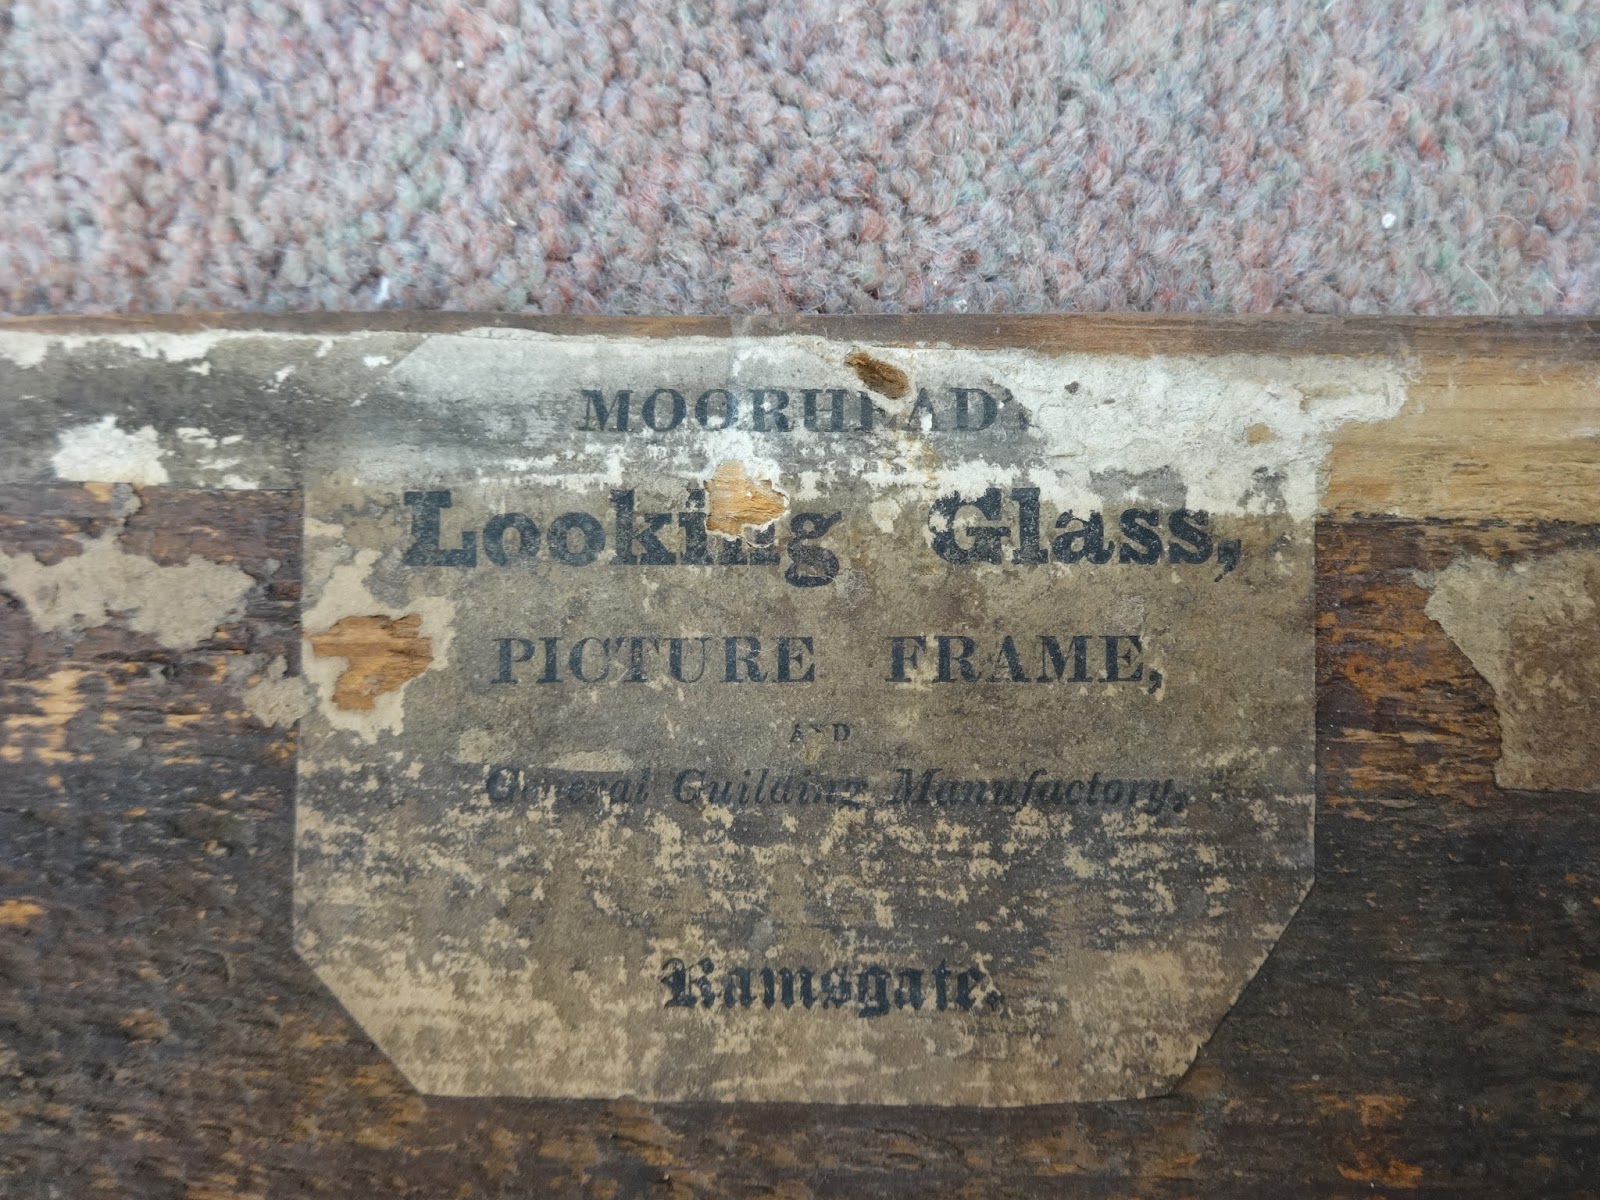 MOORHEAD'S
Looking Glass,
PICTURE FRAME,
AND
General Guilding Manufactory,
Ramsgate.